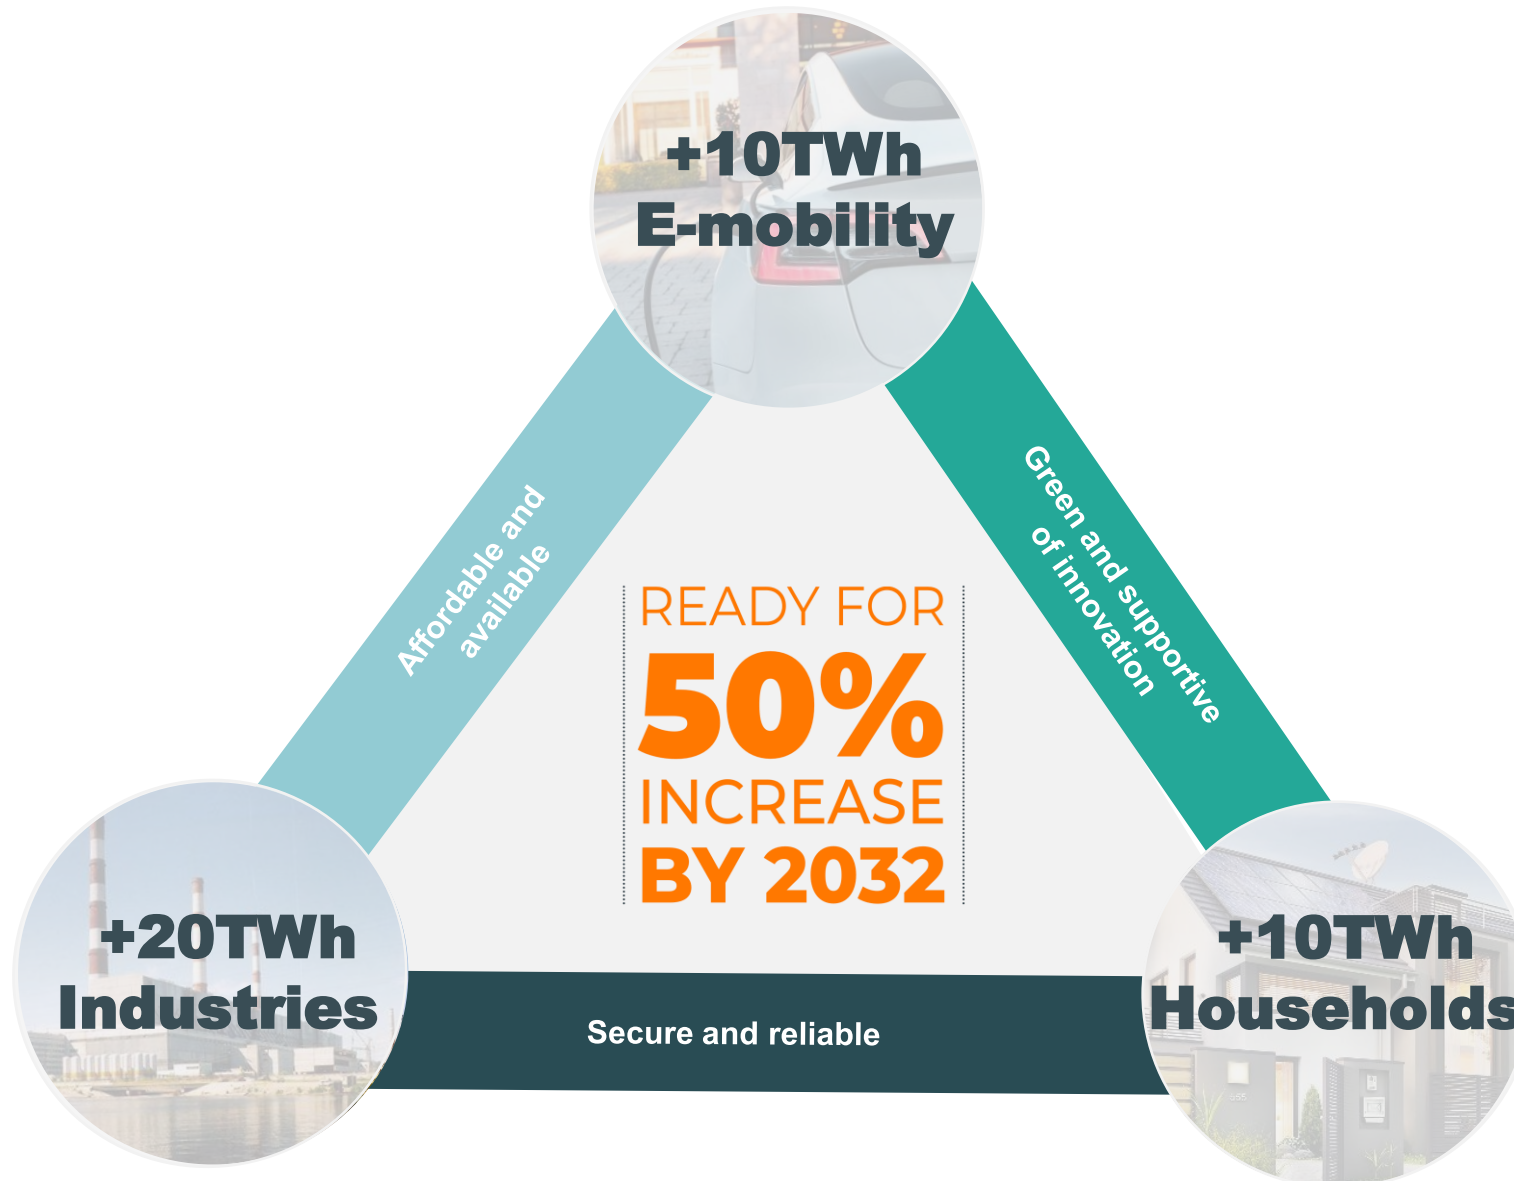 +10TWh
E-mobility
Affordable and
available
Green and supportive
of innovation
READY FOR
50%
INCREASE
BY 2032
+20TWh
Industries
+10TWh
Households
Secure and reliable